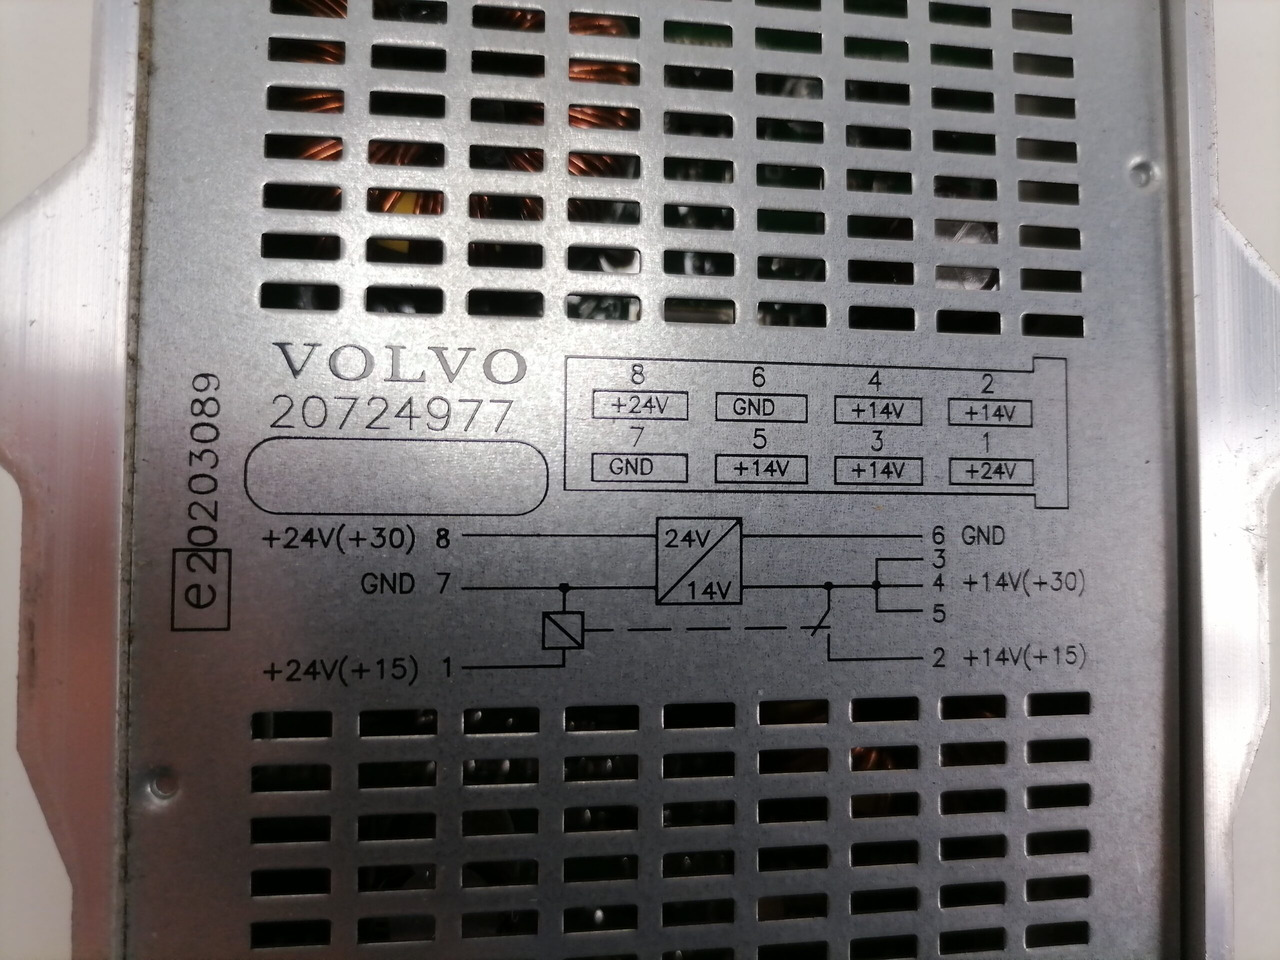 VOLVO
20724977
e2 0203089
8 6 4 2
+24V GND +14V +14V
7 5 3 1
GND +14V +14V +24V
+24V(+30) 8 24V 6 GND
3
GND 7 14V 4 +14V(+30)
5
+24V(+15) 1 2 +14V(+15)